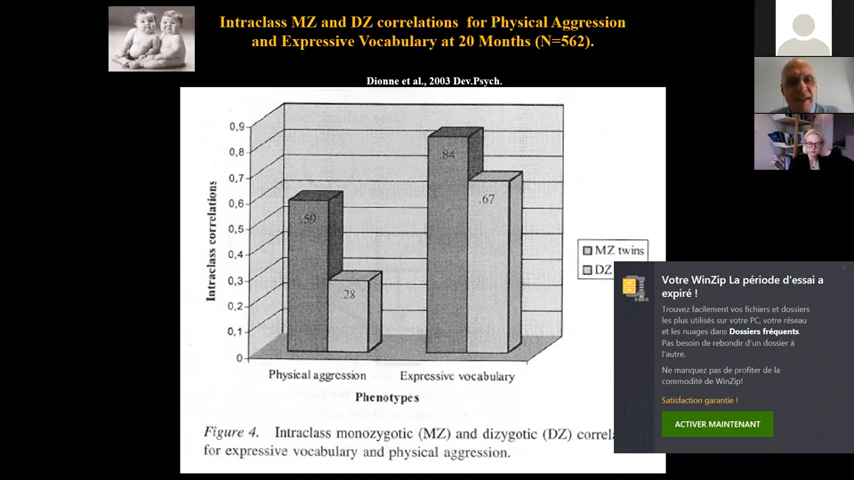 Intraclass MZ and DZ correlations for Physical Aggression
and Expressive Vocabulary at 20 Months (N=562).
Dionne et al., 2003 Dev.Psych.
0,9
0,8
0,7
0,6
0,5
0,4
0,3
0,2
0,1
0
Intraclass correlations
.59
.28
.84
.67
MZ twins
DZ
Physical aggression
Expressive vocabulary
Phenotypes
Figure 4. Intraclass monozygotic (MZ) and dizygotic (DZ) correla
for expressive vocabulary and physical aggression.
Votre WinZip La période d'essai a
expiré !
Trouvez facilement vos fichiers et dossiers
les plus utilisés sur votre PC, votre réseau
et les nuages dans Dossiers fréquents.
Pas besoin de rebondir d'un dossier à
l'autre.
Ne manquez pas de profiter de la
commodité de WinZip!
Satisfaction garantie !
ACTIVER MAINTENANT